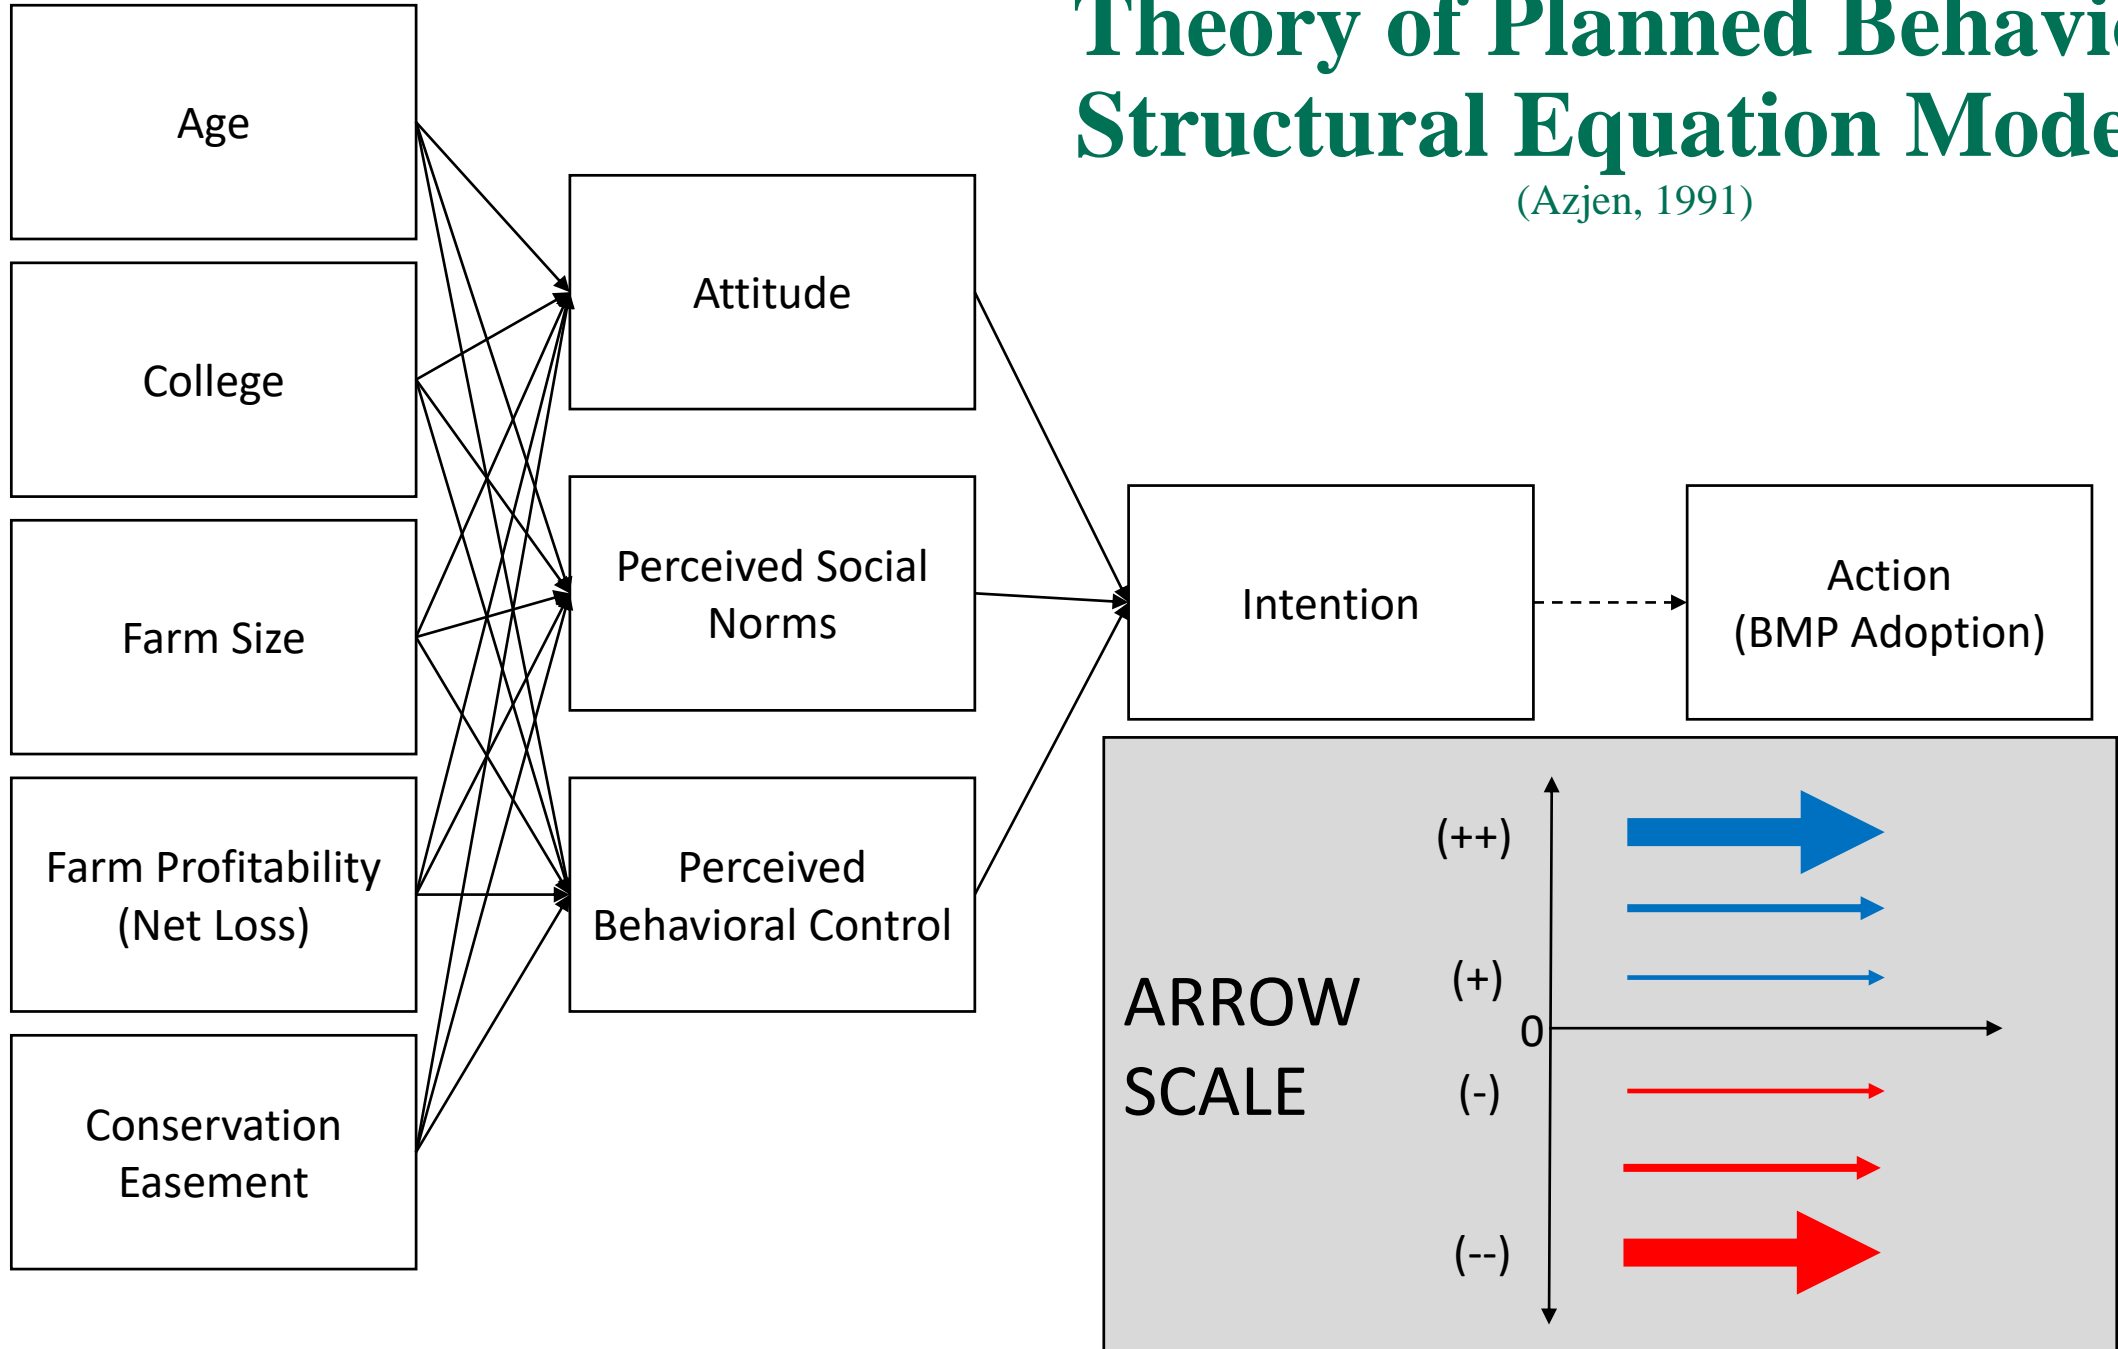 Theory of Planned Behavi
Structural Equation Mode
(Azjen, 1991)
Age
College
Farm Size
Farm Profitability
(Net Loss)
Conservation
Easement
Attitude
Perceived Social
Norms
Perceived
Behavioral Control
Intention
Action
(BMP Adoption)
ARROW
SCALE
(++)
(+)
0
(-)
(--)